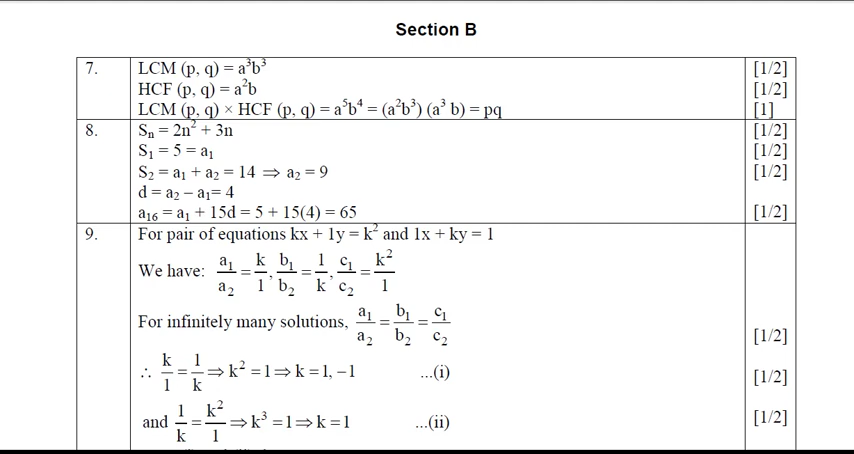 Section B
7. LCM (p, q) = a³b³ [1/2]
HCF (p, q) = a²b [1/2]
LCM (p, q) × HCF (p, q) = a⁵b⁴ = (a²b³) (a³ b) = pq [1]
8. Sₙ = 2n² + 3n [1/2]
S₁ = 5 = a₁ [1/2]
S₂ = a₁ + a₂ = 14 ⇒ a₂ = 9 [1/2]
d = a₂ − a₁= 4
a₁₆ = a₁ + 15d = 5 + 15(4) = 65 [1/2]
9. For pair of equations kx + 1y = k² and 1x + ky = 1
We have: a₁/a₂ = k/1, b₁/b₂ = 1/k, c₁/c₂ = k²/1
For infinitely many solutions, a₁/a₂ = b₁/b₂ = c₁/c₂ [1/2]
∴ k/1 = 1/k ⇒ k² = 1 ⇒ k = 1, −1 ...(i) [1/2]
and 1/k = k²/1 ⇒ k³ = 1 ⇒ k = 1 ...(ii) [1/2]